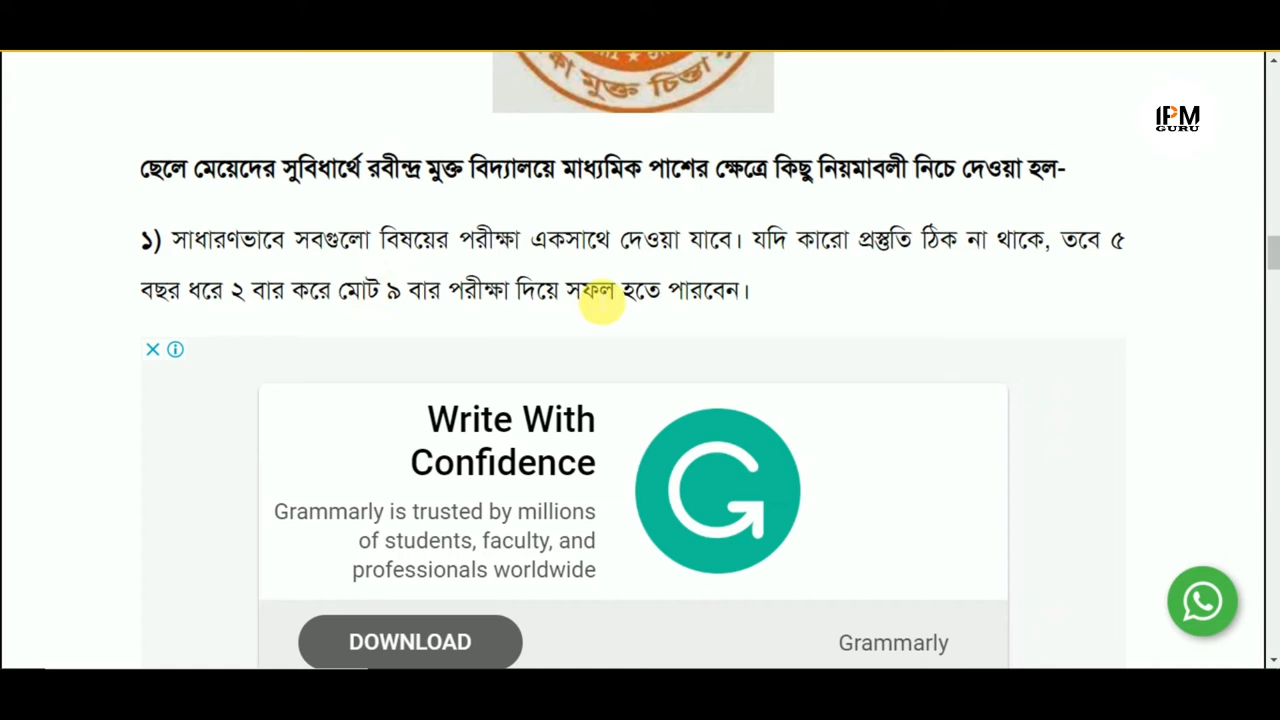 কা মুক্ত চিন্তা
IPM
GURU
ছেলে মেয়েদের সুবিধার্থে রবীন্দ্র মুক্ত বিদ্যালয়ে মাধ্যমিক পাশের ক্ষেত্রে কিছু নিয়মাবলী নিচে দেওয়া হল-
১) সাধারণভাবে সবগুলো বিষয়ের পরীক্ষা একসাথে দেওয়া যাবে। যদি কারো প্রস্তুতি ঠিক না থাকে, তবে ৫
বছর ধরে ২ বার করে মোট ৯ বার পরীক্ষা দিয়ে সফল হতে পারবেন।
Write With
Confidence
Grammarly is trusted by millions
of students, faculty, and
professionals worldwide
DOWNLOAD
Grammarly